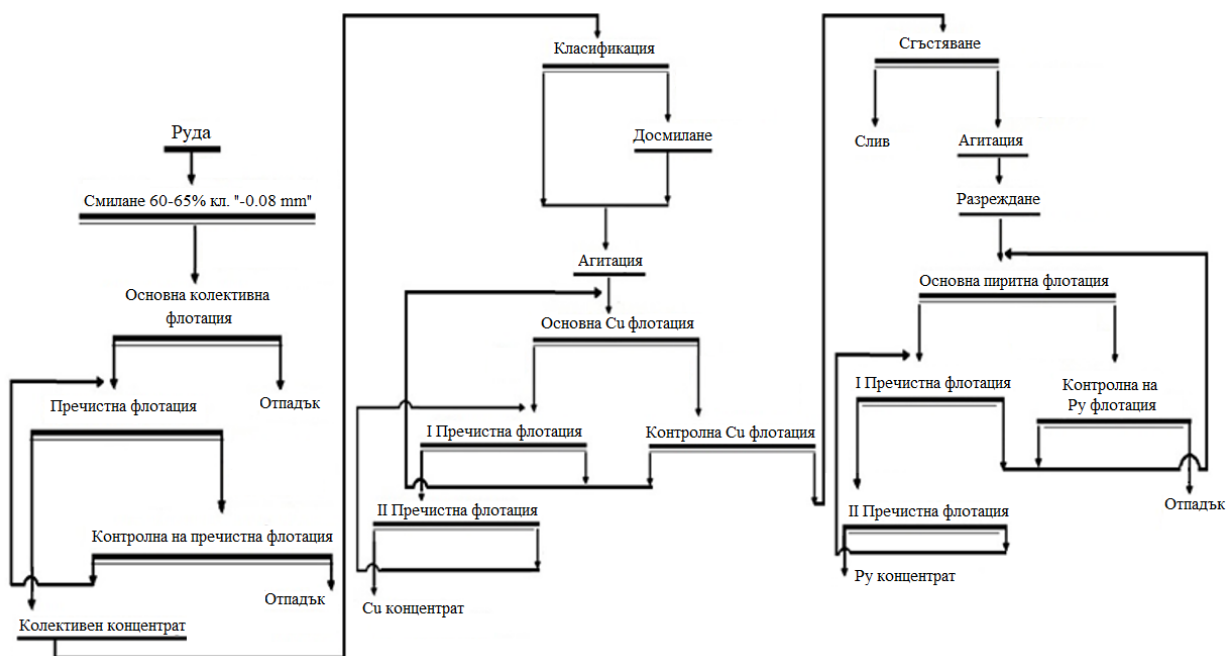 Руда
Смилане 60-65% кл. "-0.08 mm"
Основна колективна
флотация
Отпадък
Пречистна флотация
Контролна на пречистна флотация
Отпадък
Колективен концентрат
Класификация
Досмилане
Агитация
Основна Cu флотация
I Пречистна флотация
Контролна Cu флотация
II Пречистна флотация
Cu концентрат
Сгъстяване
Слив
Агитация
Разреждане
Основна пиритна флотация
I Пречистна флотация
Контролна на
Py флотация
Отпадък
II Пречистна флотация
Py концентрат